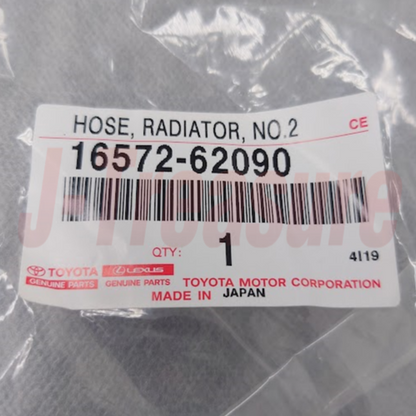 HOSE, RADIATOR, NO.2 CE
16572-62090
J-Treasure
QTY: 1 4I19
TOYOTA LEXUS TOYOTA MOTOR CORPORATION
GENUINE PARTS GENUINE PARTS
MADE IN JAPAN